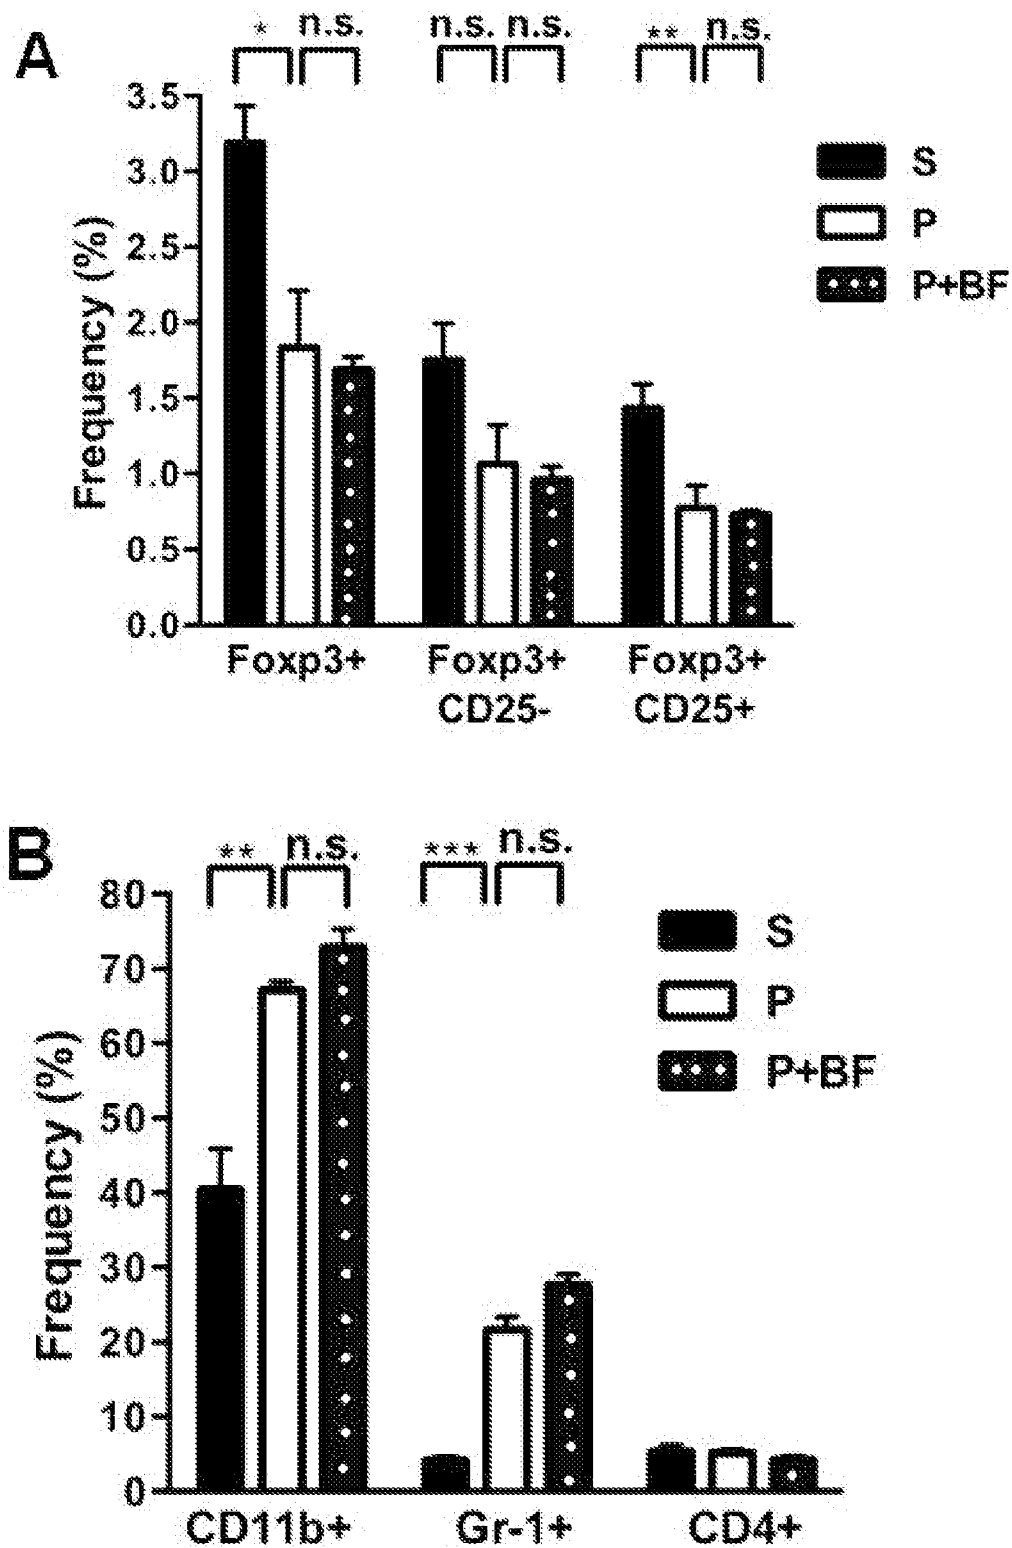 A
* n.s. n.s. n.s. ** n.s.
3.5
3.0
2.5
2.0
1.5
1.0
0.5
0.0
Frequency (%)
S
P
P+BF
Foxp3+ Foxp3+ Foxp3+
CD25- CD25+
B
** n.s. *** n.s.
80
70
60
50
40
30
20
10
0
Frequency (%)
S
P
P+BF
CD11b+ Gr-1+ CD4+